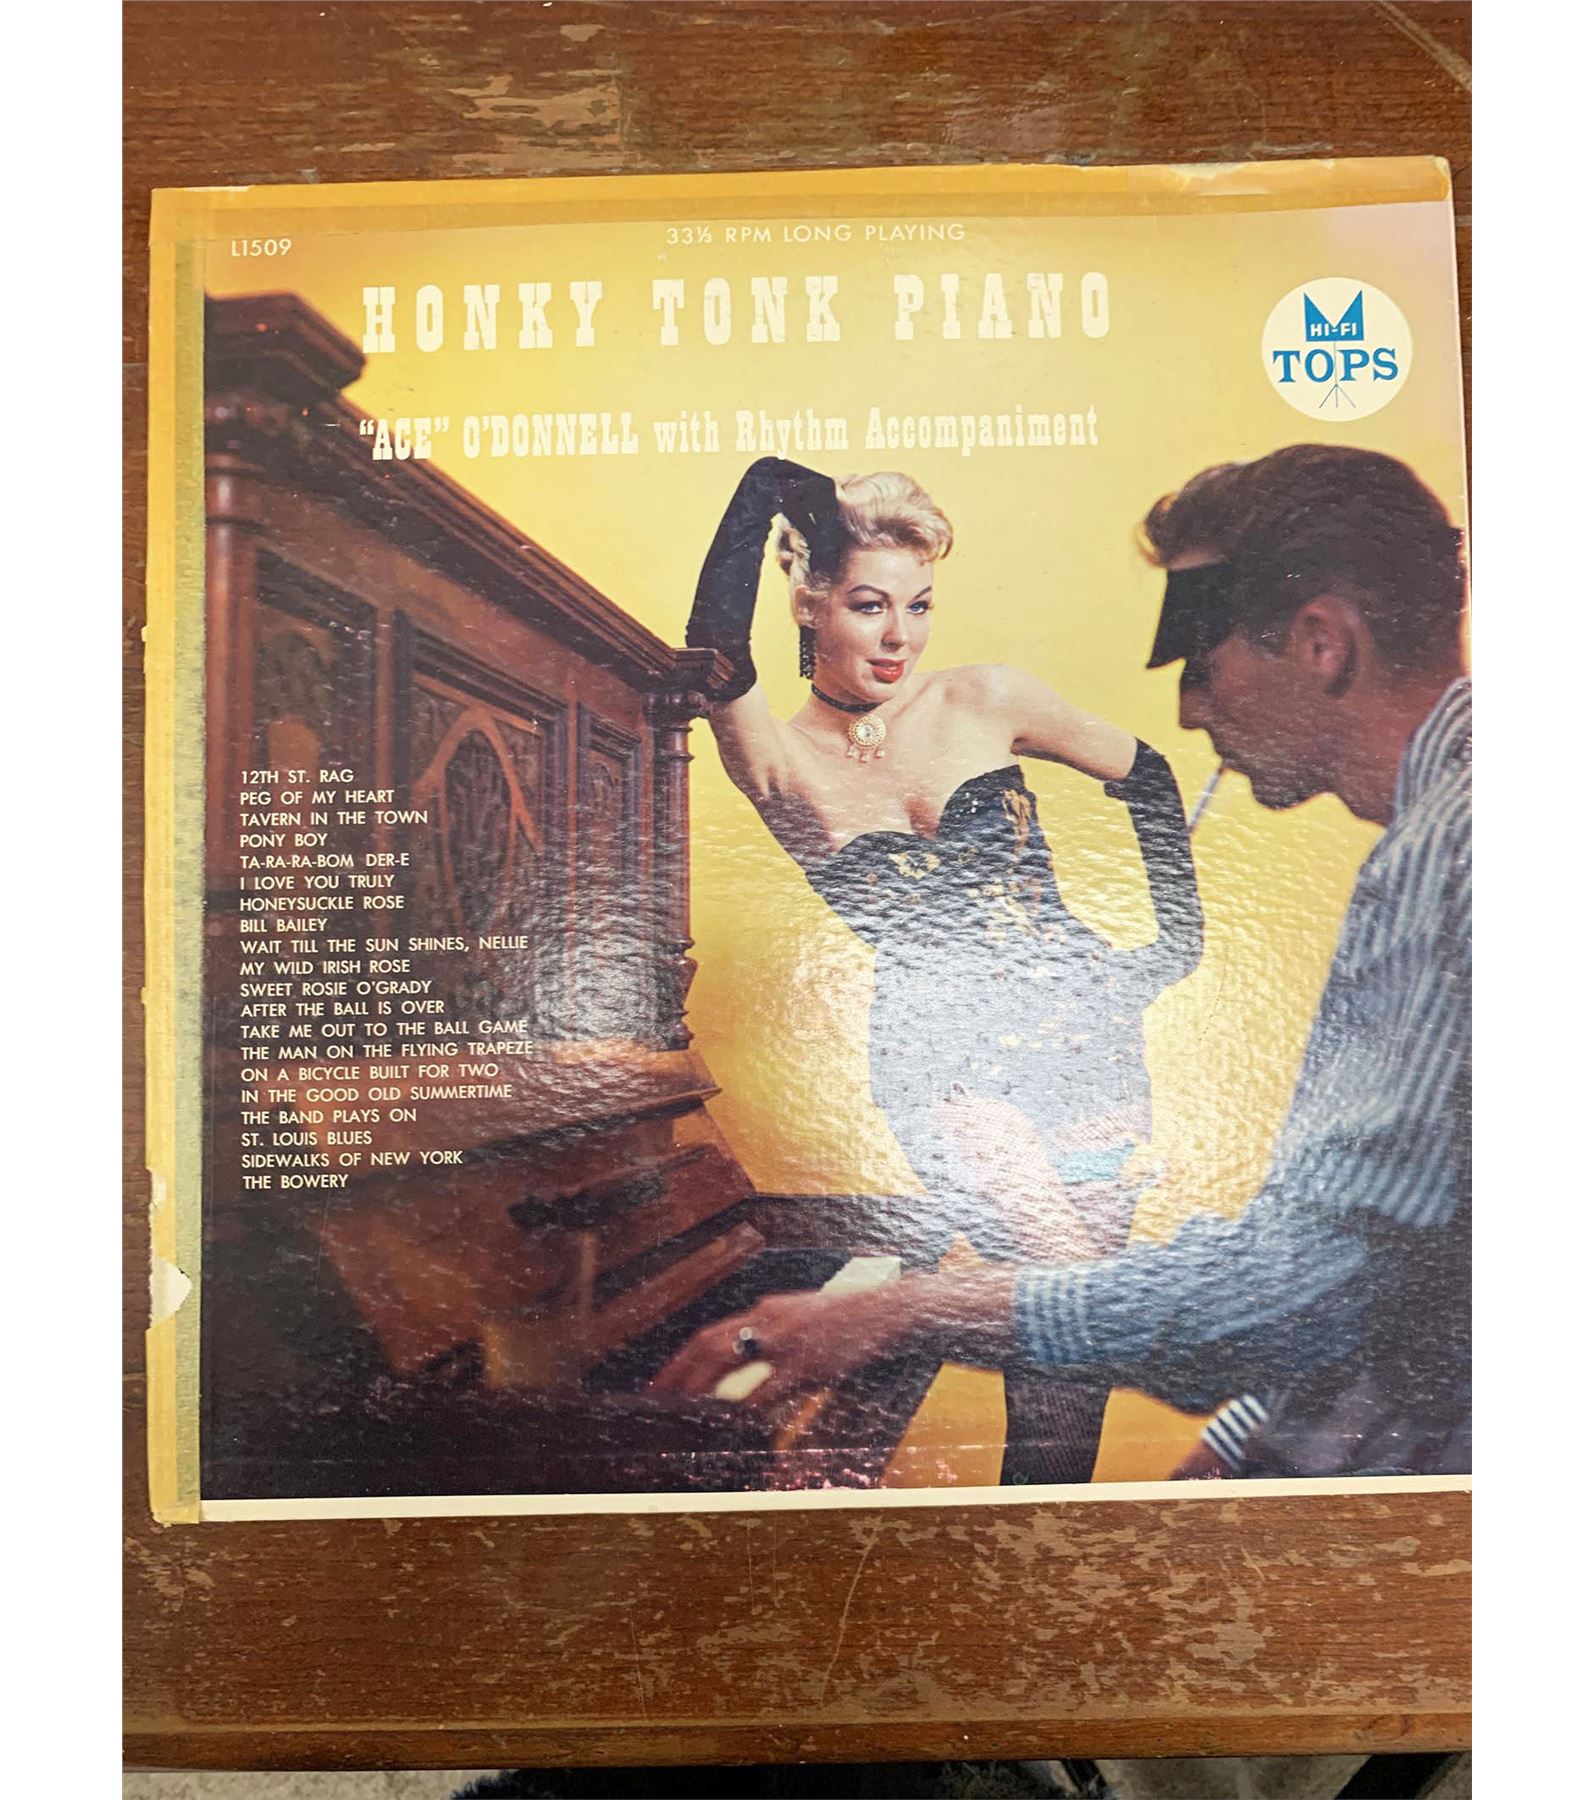 L1509
33⅓ RPM LONG PLAYING
HONKY TONK PIANO
HI-FI
TOPS
"ACE" O'DONNELL with Rhythm Accompaniment
12TH ST. RAG
PEG OF MY HEART
TAVERN IN THE TOWN
PONY BOY
TA-RA-RA-BOM DER-E
I LOVE YOU TRULY
HONEYSUCKLE ROSE
BILL BAILEY
WAIT TILL THE SUN SHINES, NELLIE
MY WILD IRISH ROSE
SWEET ROSIE O'GRADY
AFTER THE BALL IS OVER
TAKE ME OUT TO THE BALL GAME
THE MAN ON THE FLYING TRAPEZE
ON A BICYCLE BUILT FOR TWO
IN THE GOOD OLD SUMMERTIME
THE BAND PLAYS ON
ST. LOUIS BLUES
SIDEWALKS OF NEW YORK
THE BOWERY